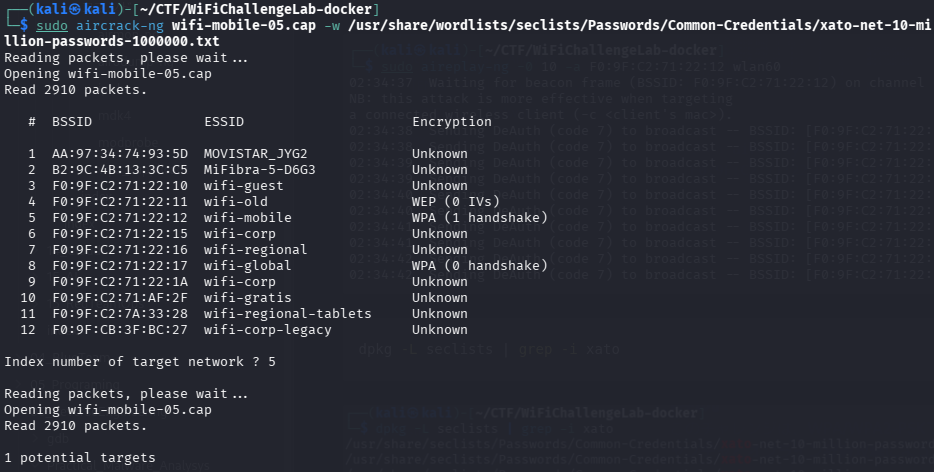 ┌──(kali㉿kali)-[~/CTF/WiFiChallengeLab-docker]
└─$ sudo aircrack-ng wifi-mobile-05.cap -w /usr/share/wordlists/seclists/Passwords/Common-Credentials/xato-net-10-mi
llion-passwords-1000000.txt
Reading packets, please wait...
Opening wifi-mobile-05.cap
Read 2910 packets.
# BSSID ESSID Encryption
1 AA:97:34:74:93:5D MOVISTAR_JYG2 Unknown
2 B2:9C:4B:13:3C:C5 MiFibra-5-D6G3 Unknown
3 F0:9F:C2:71:22:10 wifi-guest Unknown
4 F0:9F:C2:71:22:11 wifi-old WEP (0 IVs)
5 F0:9F:C2:71:22:12 wifi-mobile WPA (1 handshake)
6 F0:9F:C2:71:22:15 wifi-corp Unknown
7 F0:9F:C2:71:22:16 wifi-regional Unknown
8 F0:9F:C2:71:22:17 wifi-global WPA (0 handshake)
9 F0:9F:C2:71:22:1A wifi-corp Unknown
10 F0:9F:C2:71:AF:2F wifi-gratis Unknown
11 F0:9F:C2:7A:33:28 wifi-regional-tablets Unknown
12 F0:9F:CB:3F:BC:27 wifi-corp-legacy Unknown
Index number of target network ? 5
Reading packets, please wait...
Opening wifi-mobile-05.cap
Read 2910 packets.
1 potential targets
dpkg -L seclists | grep -i xato